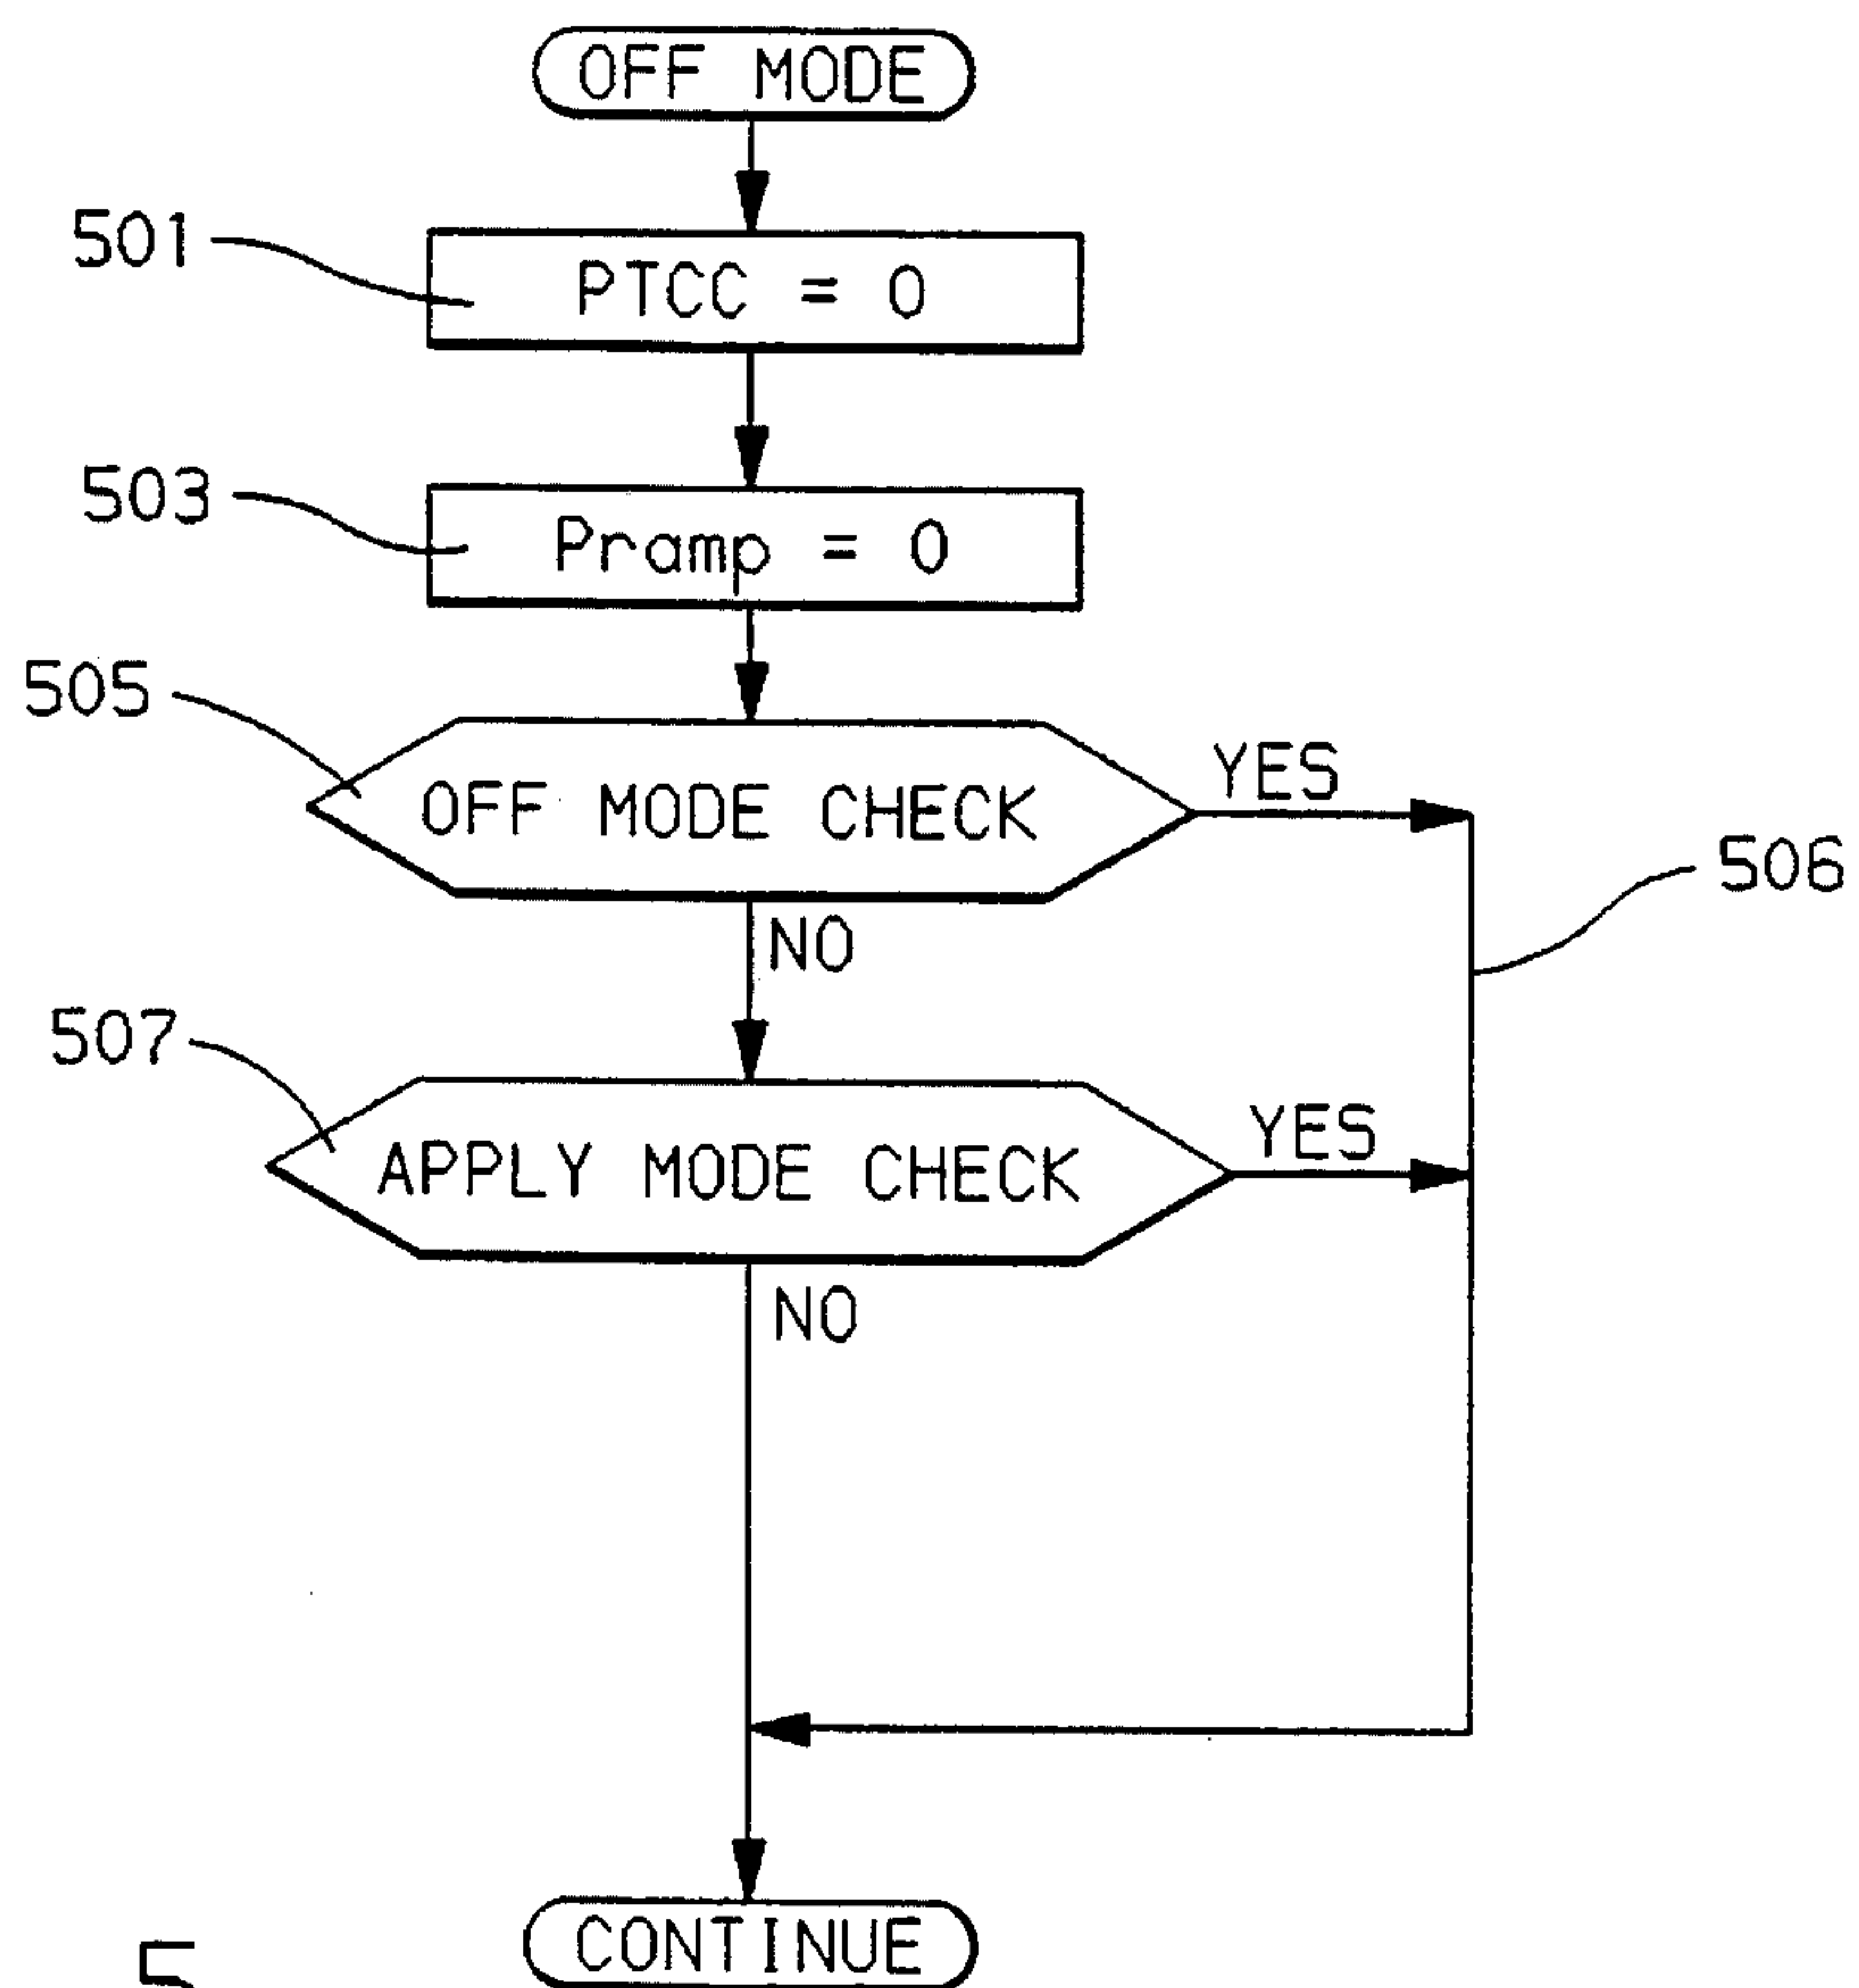 OFF MODE
501
PTCC = 0
503
Pramp = 0
505
OFF MODE CHECK
YES
506
NO
507
APPLY MODE CHECK
YES
NO
CONTINUE
5